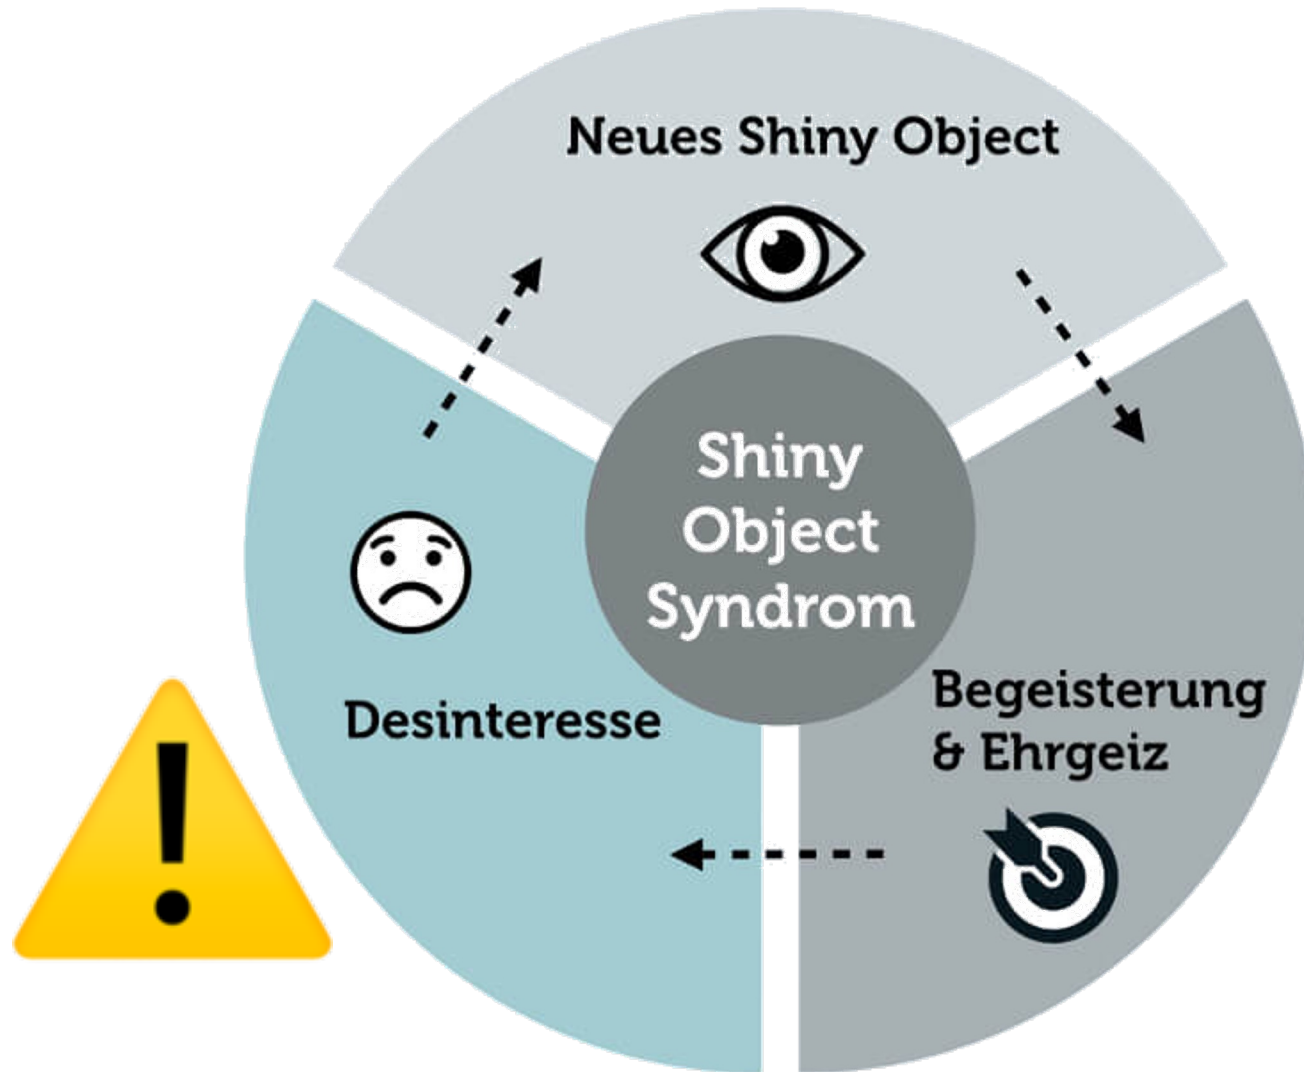 Neues Shiny Object
Shiny
Object
Syndrom
Begeisterung
& Ehrgeiz
Desinteresse